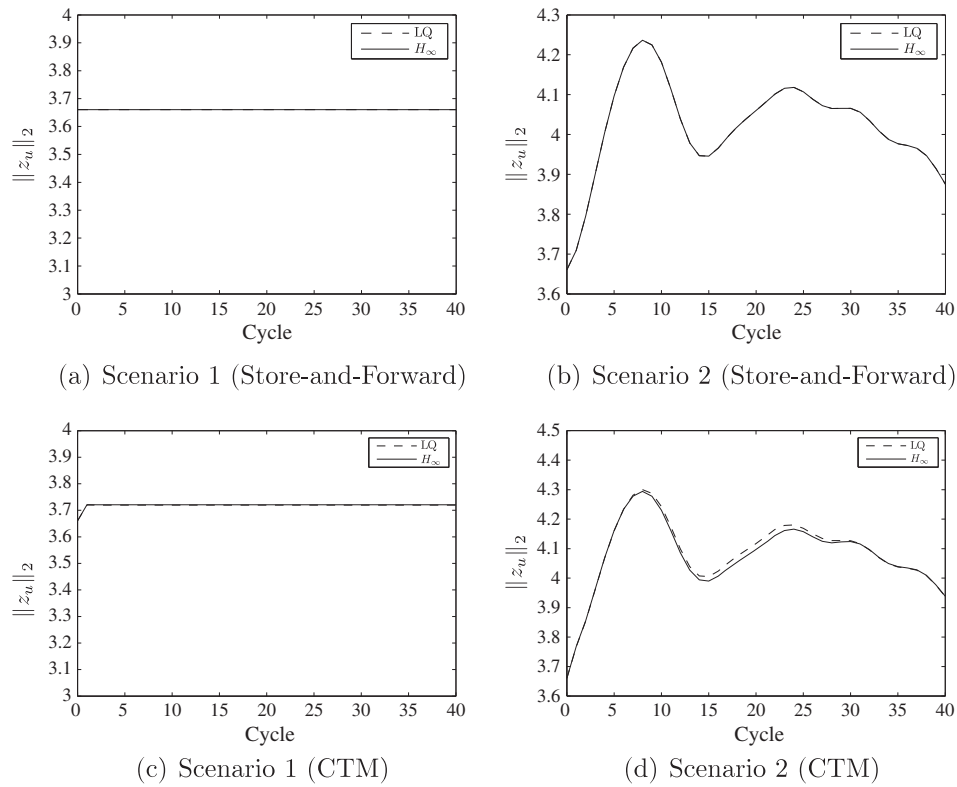 4
3.9
3.8
3.7
3.6
3.5
3.4
3.3
3.2
3.1
3
0 5 10 15 20 25 30 35 40
Cycle
||z_u||_2
LQ
H_∞
(a) Scenario 1 (Store-and-Forward)
4.3
4.2
4.1
4
3.9
3.8
3.7
3.6
0 5 10 15 20 25 30 35 40
Cycle
||z_u||_2
LQ
H_∞
(b) Scenario 2 (Store-and-Forward)
4
3.9
3.8
3.7
3.6
3.5
3.4
3.3
3.2
3.1
3
0 5 10 15 20 25 30 35 40
Cycle
||z_u||_2
LQ
H_∞
(c) Scenario 1 (CTM)
4.5
4.4
4.3
4.2
4.1
4
3.9
3.8
3.7
3.6
0 5 10 15 20 25 30 35 40
Cycle
||z_u||_2
LQ
H_∞
(d) Scenario 2 (CTM)